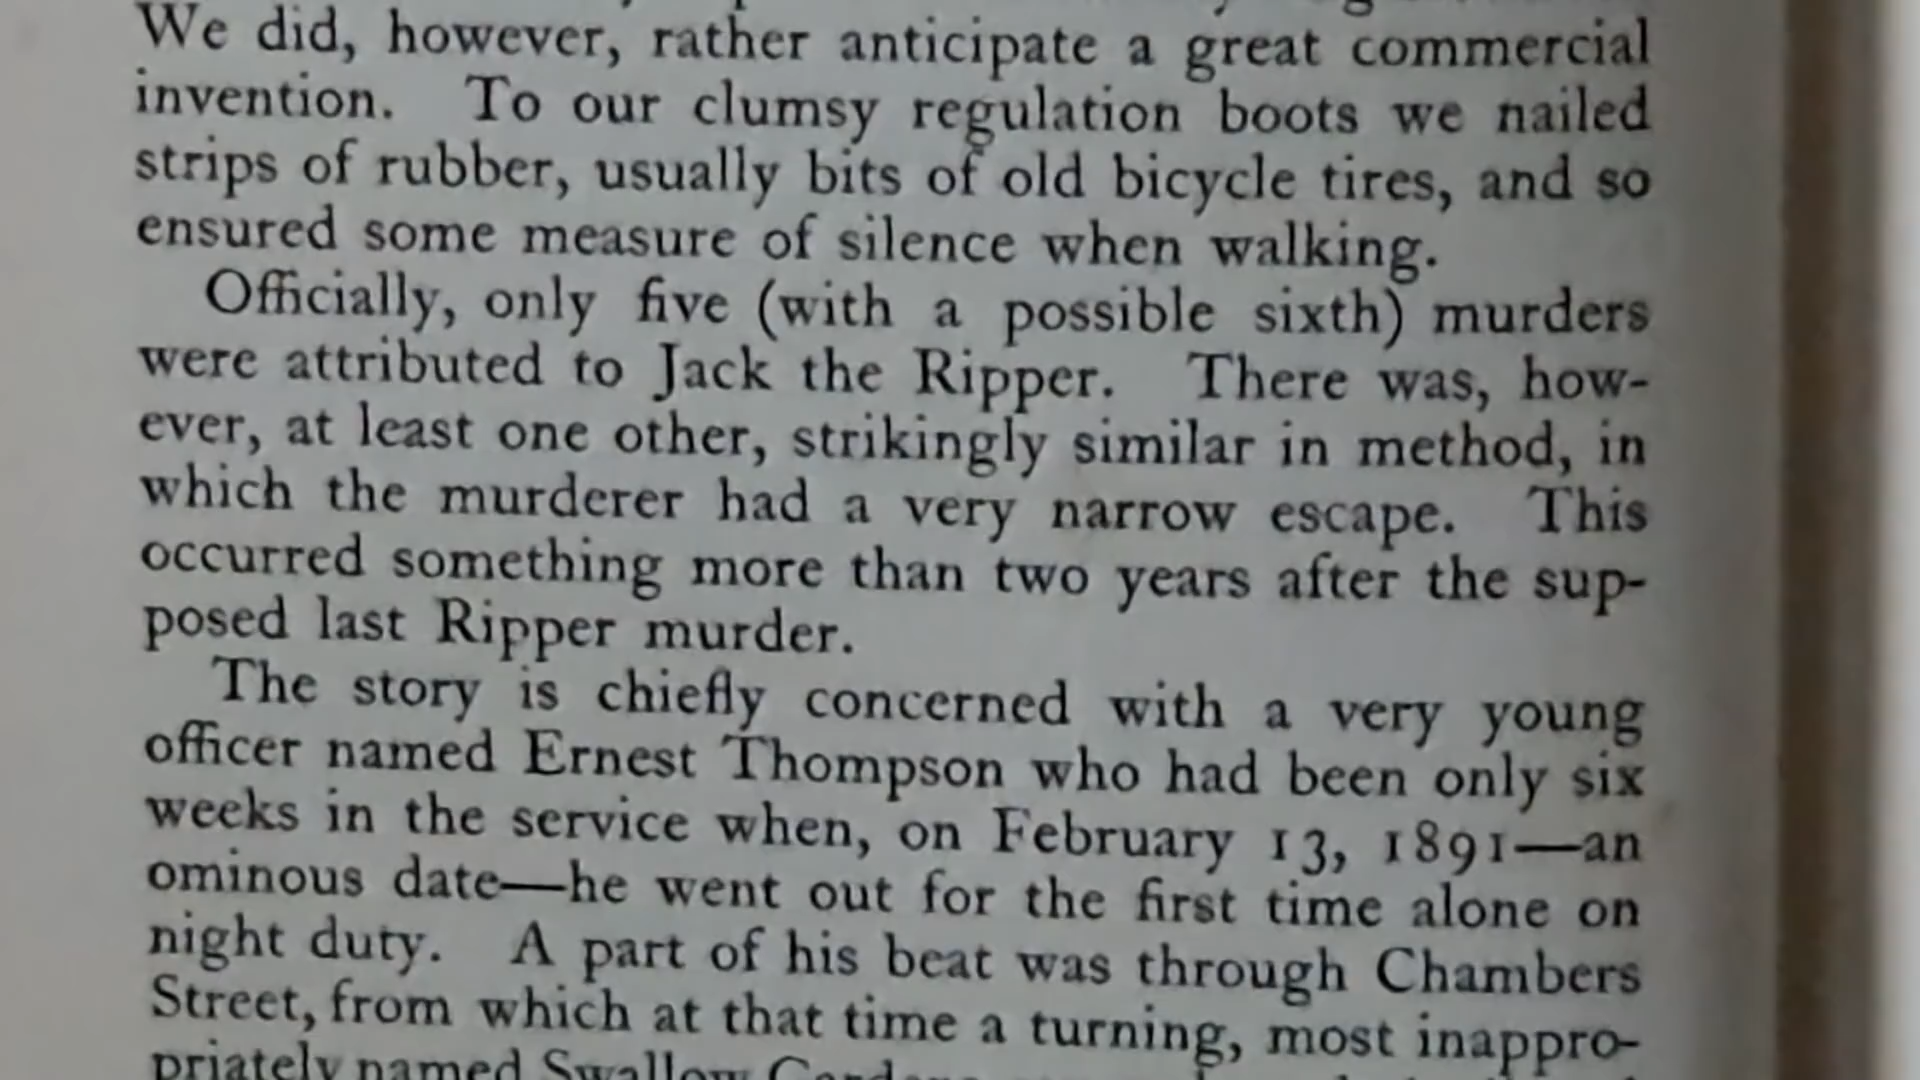 We did, however, rather anticipate a great commercial
invention. To our clumsy regulation boots we nailed
strips of rubber, usually bits of old bicycle tires, and so
ensured some measure of silence when walking.
Officially, only five (with a possible sixth) murders
were attributed to Jack the Ripper. There was, how-
ever, at least one other, strikingly similar in method, in
which the murderer had a very narrow escape. This
occurred something more than two years after the sup-
posed last Ripper murder.
The story is chiefly concerned with a very young
officer named Ernest Thompson who had been only six
weeks in the service when, on February 13, 1891—an
ominous date—he went out for the first time alone on
night duty. A part of his beat was through Chambers
Street, from which at that time a turning, most inappro-
priately named Swallow Gardens